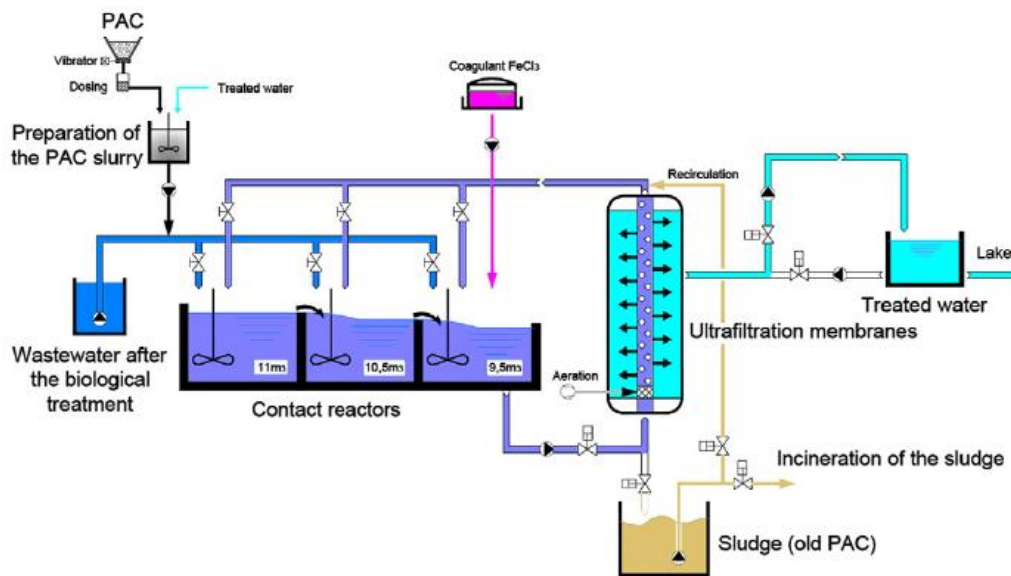 PAC
Vibrator
Dosing
Treated water
Preparation of
the PAC slurry
Coagulant FeCl3
Recirculation
Lake
Treated water
Ultrafiltration membranes
Wastewater after
the biological
treatment
11m3
10,5m3
9,5m3
Contact reactors
Aeration
Incineration of the sludge
Sludge (old PAC)